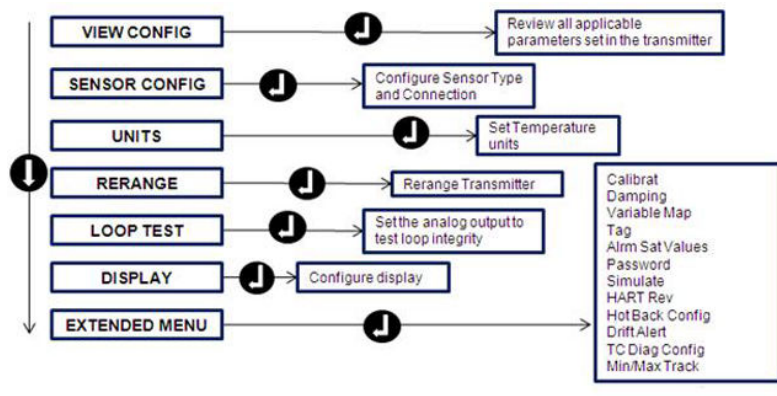 VIEW CONFIG
Review all applicable
parameters set in the transmitter
SENSOR CONFIG
Configure Sensor Type
and Connection
UNITS
Set Temperature
units
RERANGE
Rerange Transmitter
LOOP TEST
Set the analog output to
test loop integrity
DISPLAY
Configure display
EXTENDED MENU
Calibrat
Damping
Variable Map
Tag
Alrm Sat Values
Password
Simulate
HART Rev
Hot Back Config
Drift Alert
TC Diag Config
Min/Max Track